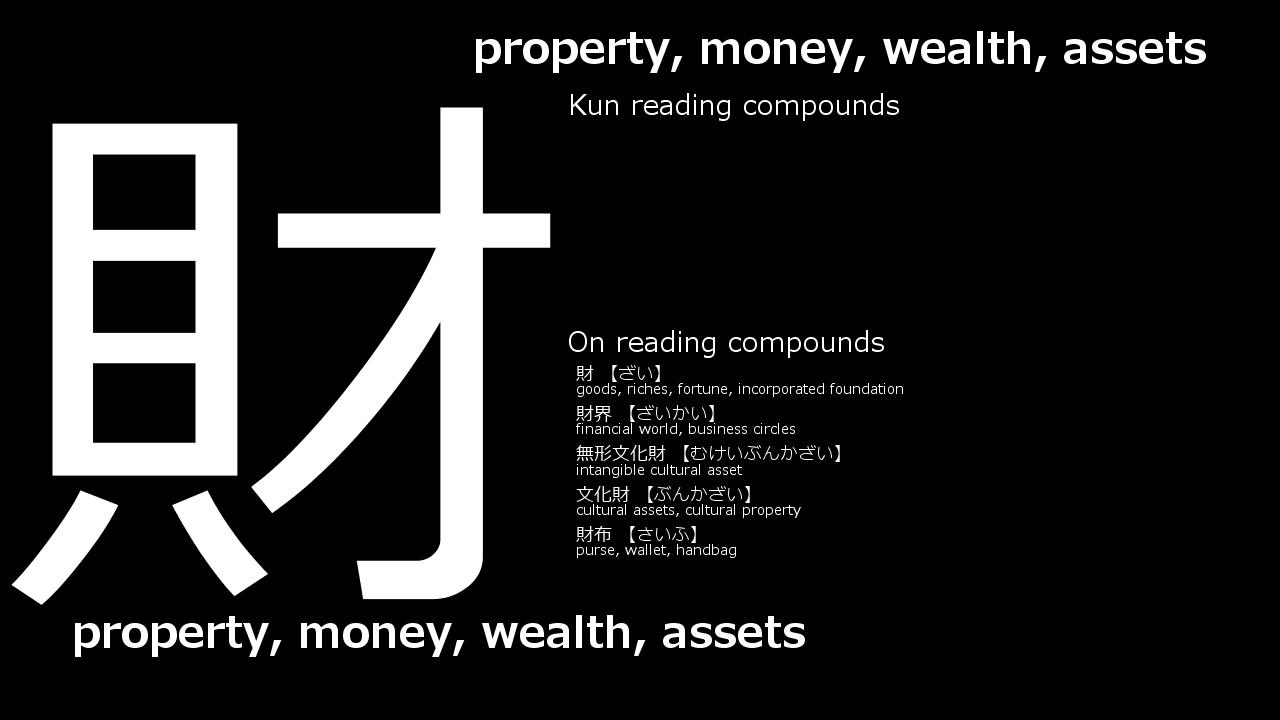 property, money, wealth, assets
Kun reading compounds
財
On reading compounds
財 【ざい】
goods, riches, fortune, incorporated foundation
財界 【ざいかい】
financial world, business circles
無形文化財 【むけいぶんかざい】
intangible cultural asset
文化財 【ぶんかざい】
cultural assets, cultural property
財布 【さいふ】
purse, wallet, handbag
property, money, wealth, assets